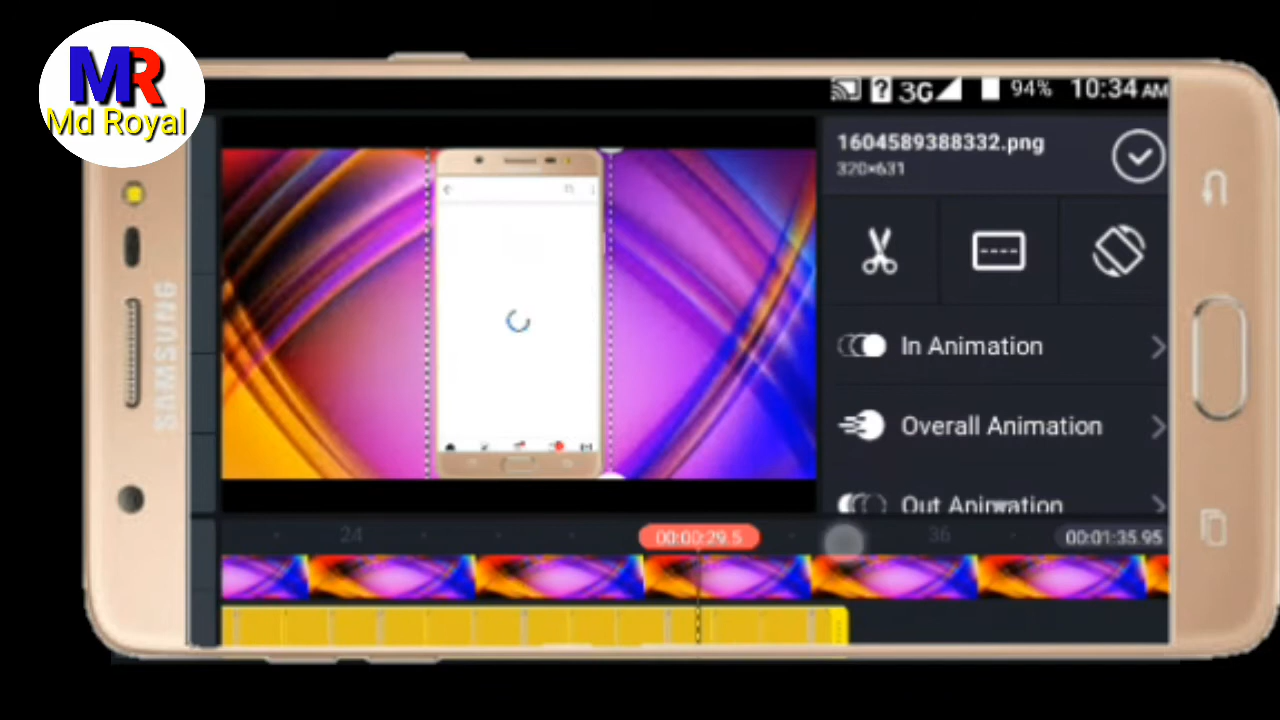 MR
Md Royal
3G 94% 10:34 AM
1604589388332.png
320×631
SAMSUNG
In Animation
Overall Animation
Out Animation
24
00:00:29.5
36
00:01:35.95